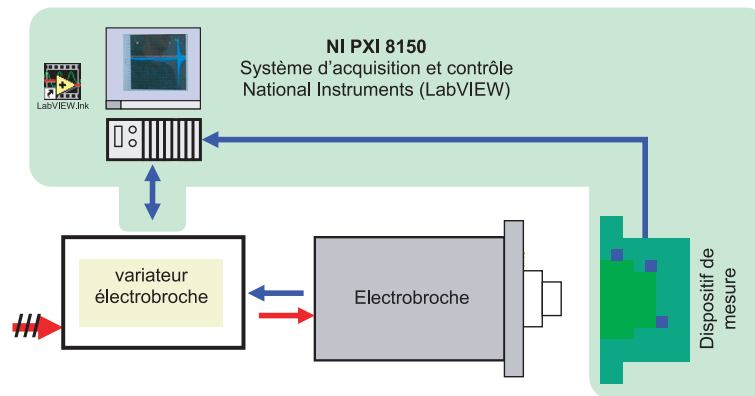 NI PXI 8150
Système d'acquisition et contrôle
National Instruments (LabVIEW)
LabVIEW.lnk
variateur
électrobroche
Electrobroche
Dispositif de
mesure